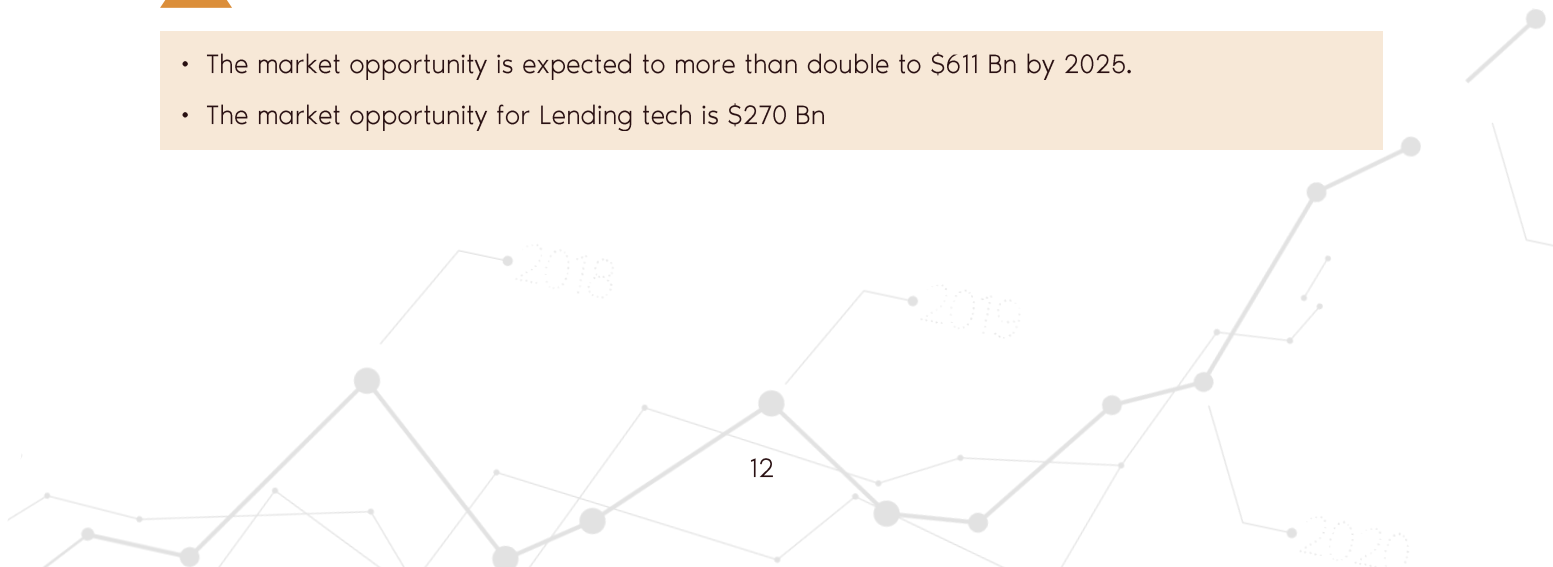 • The market opportunity is expected to more than double to $611 Bn by 2025.
• The market opportunity for Lending tech is $270 Bn
2018
2019
12
2020